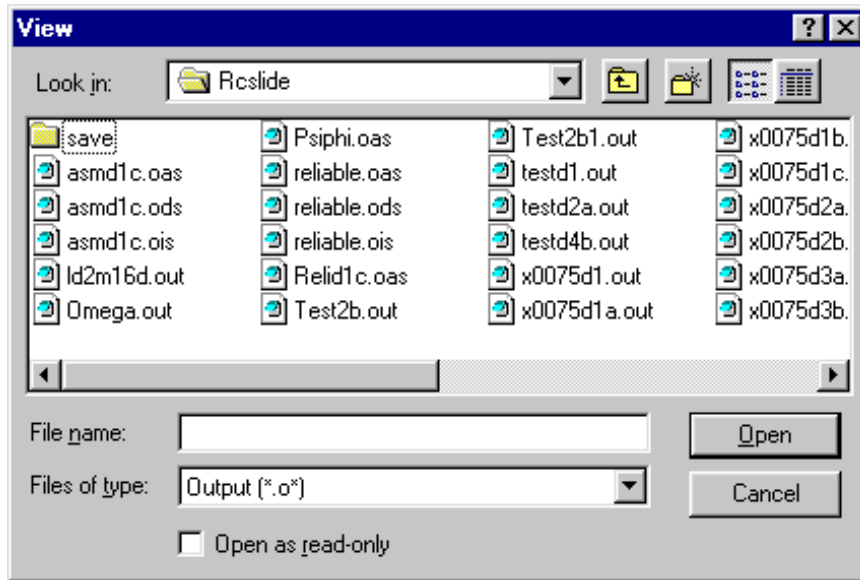 View
Look in: Rcslide
save Psiphi.oas Test2b1.out x0075d1b.
asmd1c.oas reliable.oas testd1.out x0075d1c.
asmd1c.ods reliable.ods testd2a.out x0075d2a.
asmd1c.ois reliable.ois testd4b.out x0075d2b.
ld2m16d.out Relid1c.oas x0075d1.out x0075d3a.
Omega.out Test2b.out x0075d1a.out x0075d3b.
File name: Open
Files of type: Output (*.o*) Cancel
Open as read-only